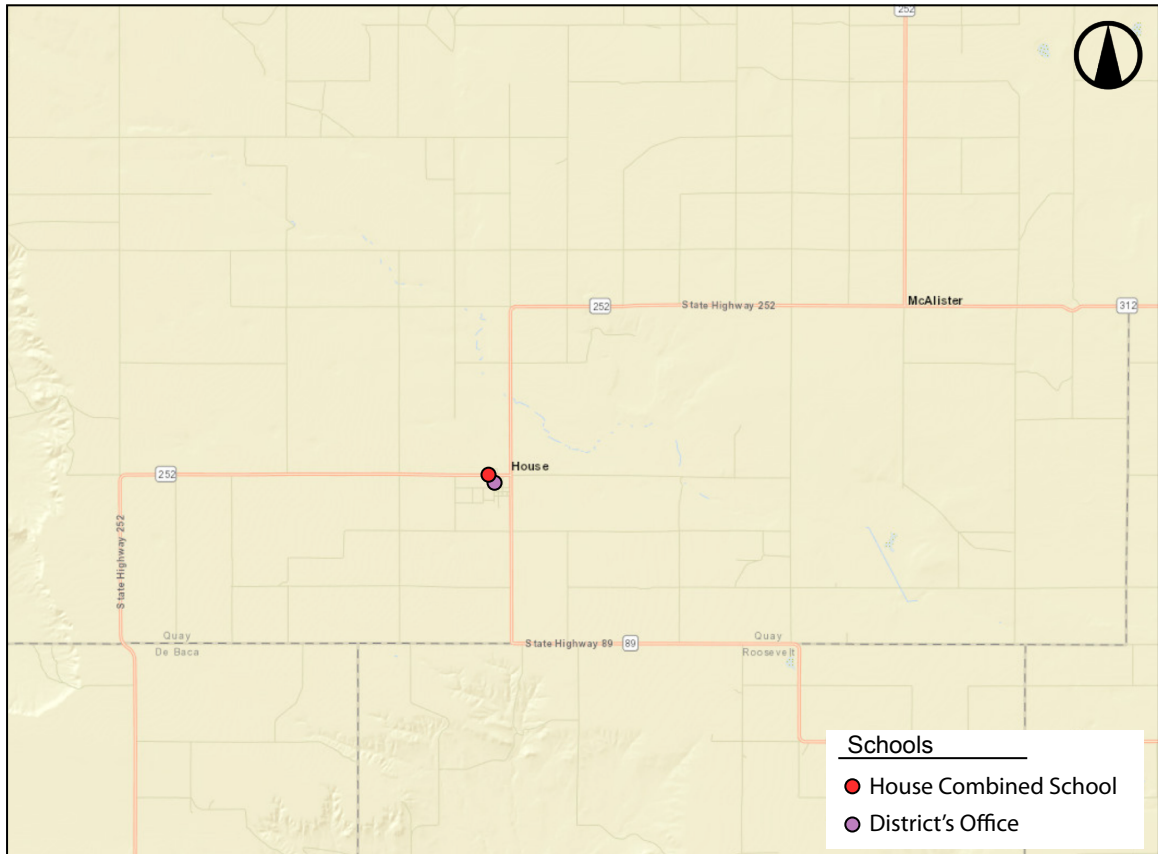 252
252
State Highway 252
McAlister
312
House
252
State Highway 252
Quay
De Baca
State Highway 89
89
Quay
Roosevelt
Schools
House Combined School
District's Office